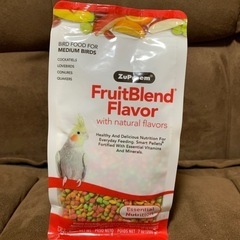 ZuPreem
BIRD FOOD FOR
MEDIUM BIRDS
COCKATIELS
LOVEBIRDS
CONURES
QUAKERS
FruitBlend
Flavor
with natural flavors
Healthy And Delicious Nutrition For
Everyday Feeding. Smart Pellets
Fortified With Essential Vitamins
And Minerals.
Essential
Nutrition